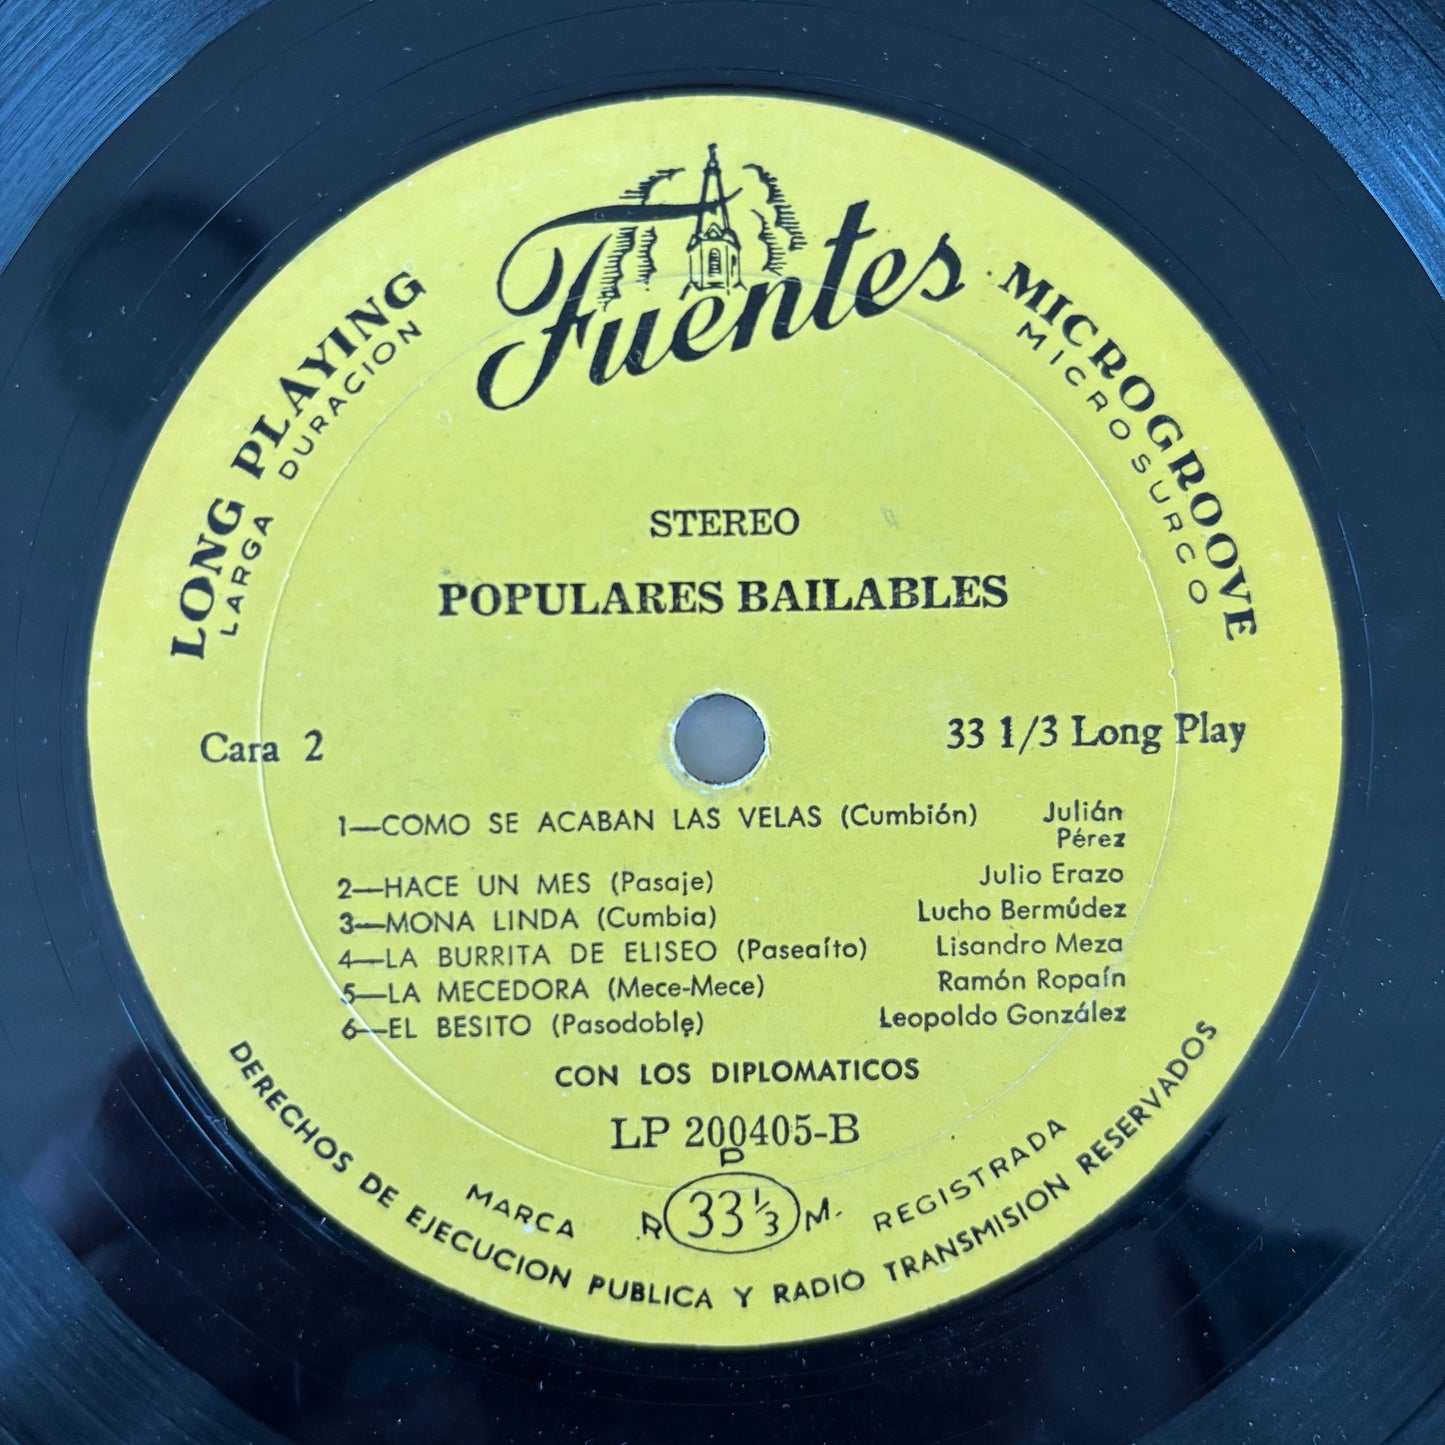 Fuentes
LONG PLAYING
LARGA DURACION
MICROGROOVE
MICROSURCO
STEREO
POPULARES BAILABLES
Cara 2
33 1/3 Long Play
1—COMO SE ACABAN LAS VELAS (Cumbión) Julián
Pérez
2—HACE UN MES (Pasaje) Julio Erazo
3—MONA LINDA (Cumbia) Lucho Bermúdez
4—LA BURRITA DE ELISEO (Paseaíto) Lisandro Meza
5—LA MECEDORA (Mece-Mece) Ramón Ropaín
6—EL BESITO (Pasodoble) Leopoldo González
CON LOS DIPLOMATICOS
LP 200405-B
MARCA R P 33 1/3 M. REGISTRADA
DERECHOS DE EJECUCION PUBLICA Y RADIO TRANSMISION RESERVADOS